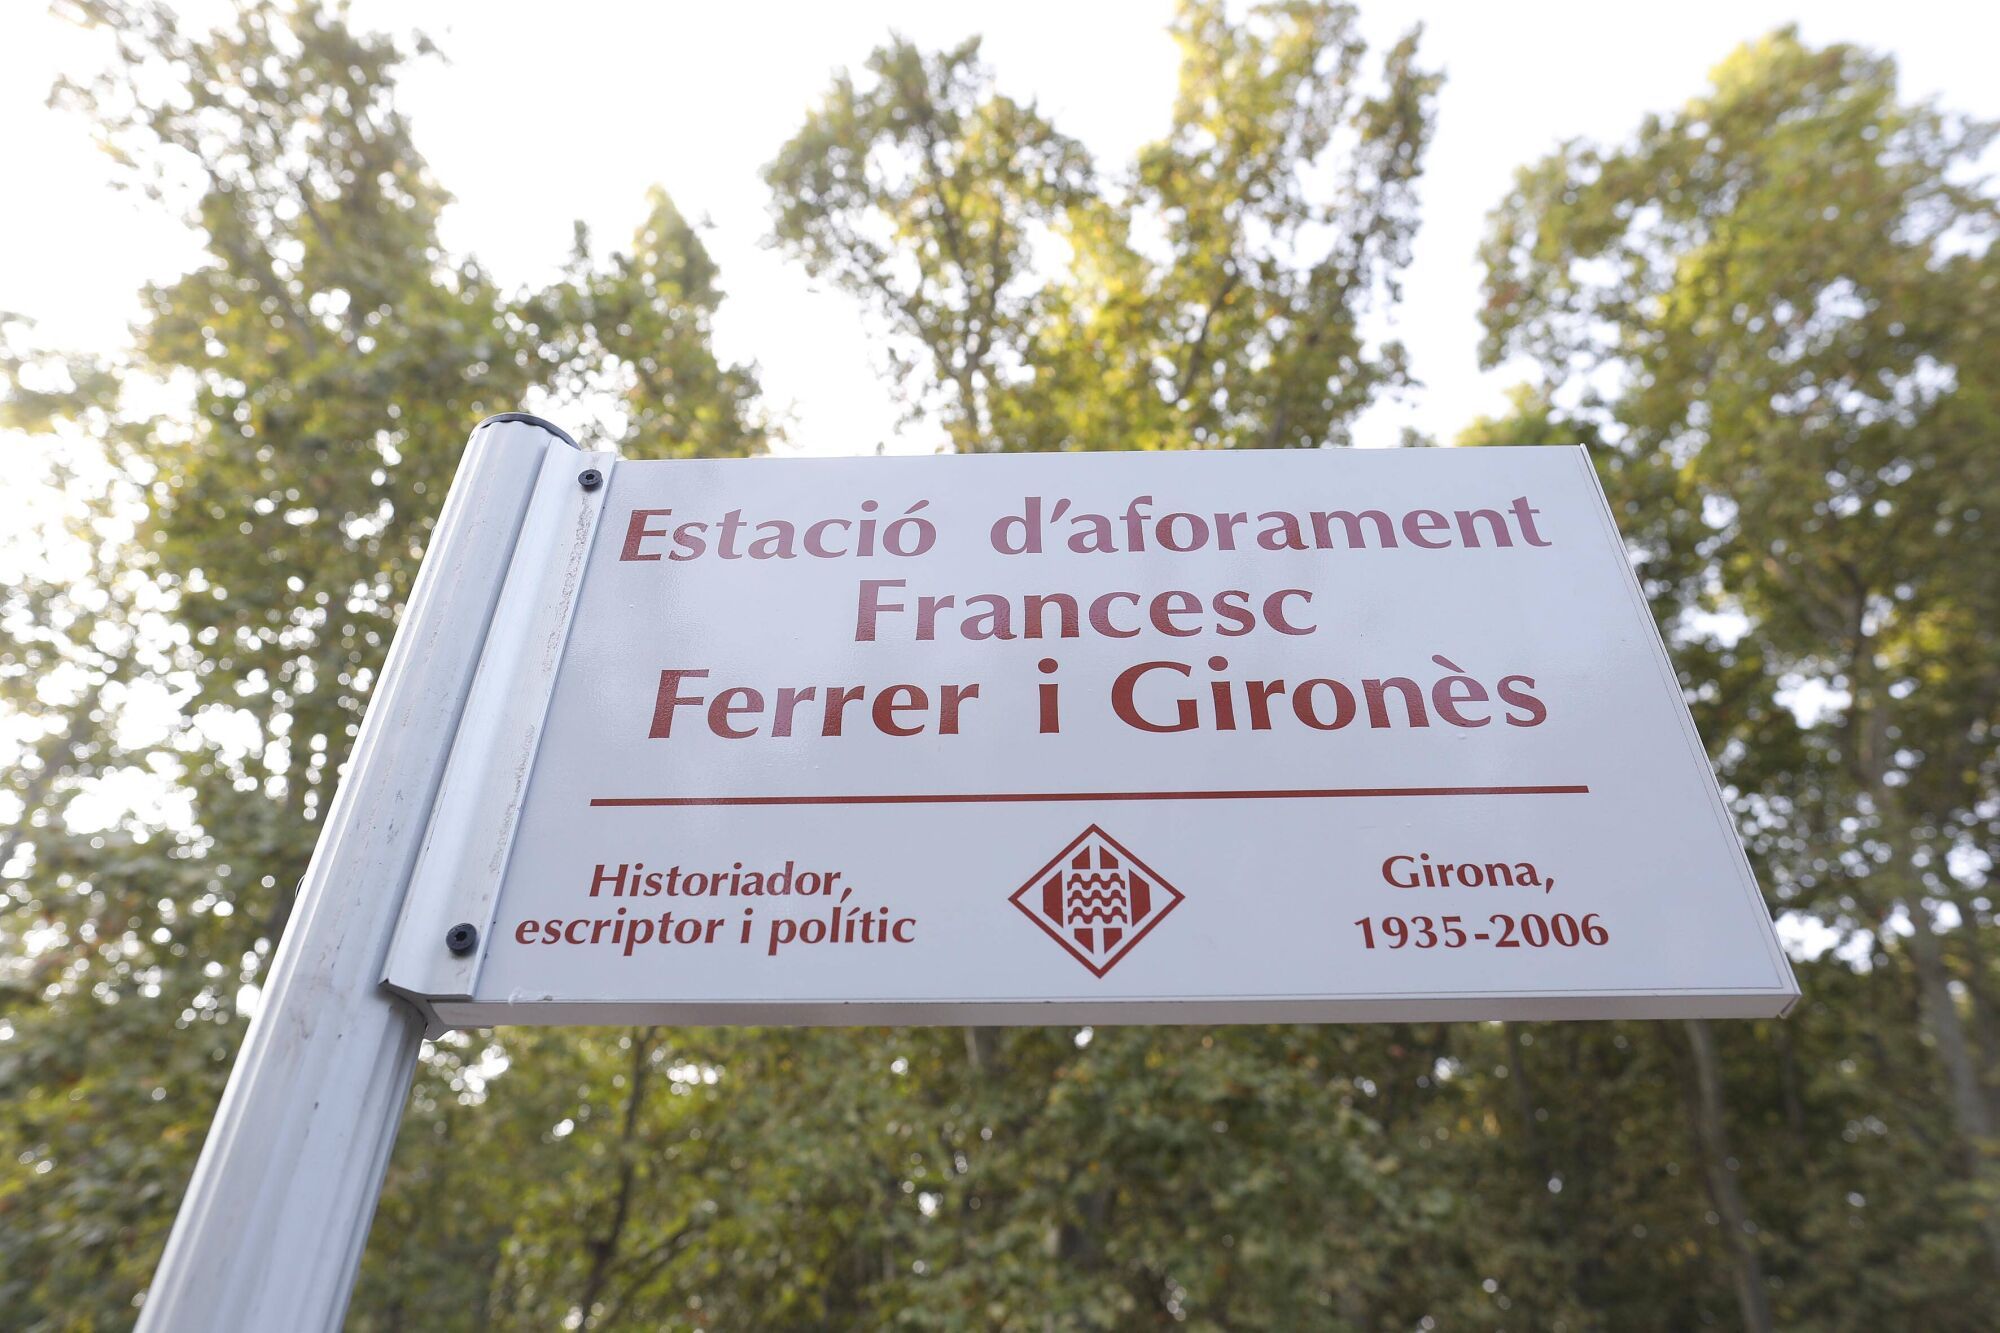 Estació d'aforament
Francesc
Ferrer i Gironès
Historiador,
escriptor i polític
Girona,
1935-2006